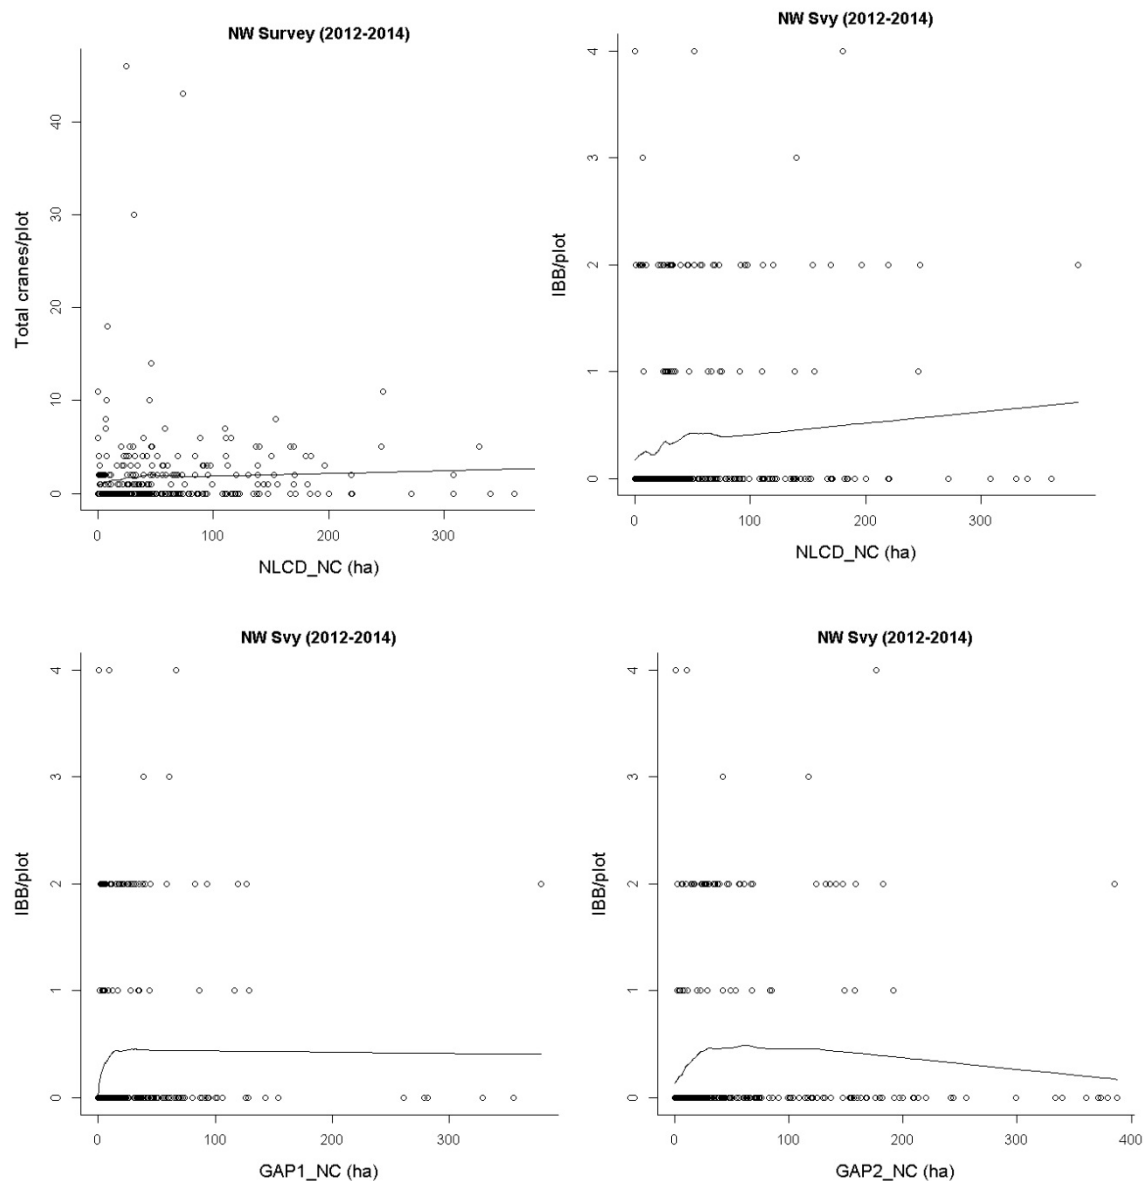 NW Survey (2012-2014)
Total cranes/plot
40
30
20
10
0
0 100 200 300
NLCD_NC (ha)
NW Svy (2012-2014)
IBB/plot
4
3
2
1
0
0 100 200 300
NLCD_NC (ha)
NW Svy (2012-2014)
IBB/plot
4
3
2
1
0
0 100 200 300
GAP1_NC (ha)
NW Svy (2012-2014)
IBB/plot
4
3
2
1
0
0 100 200 300 400
GAP2_NC (ha)